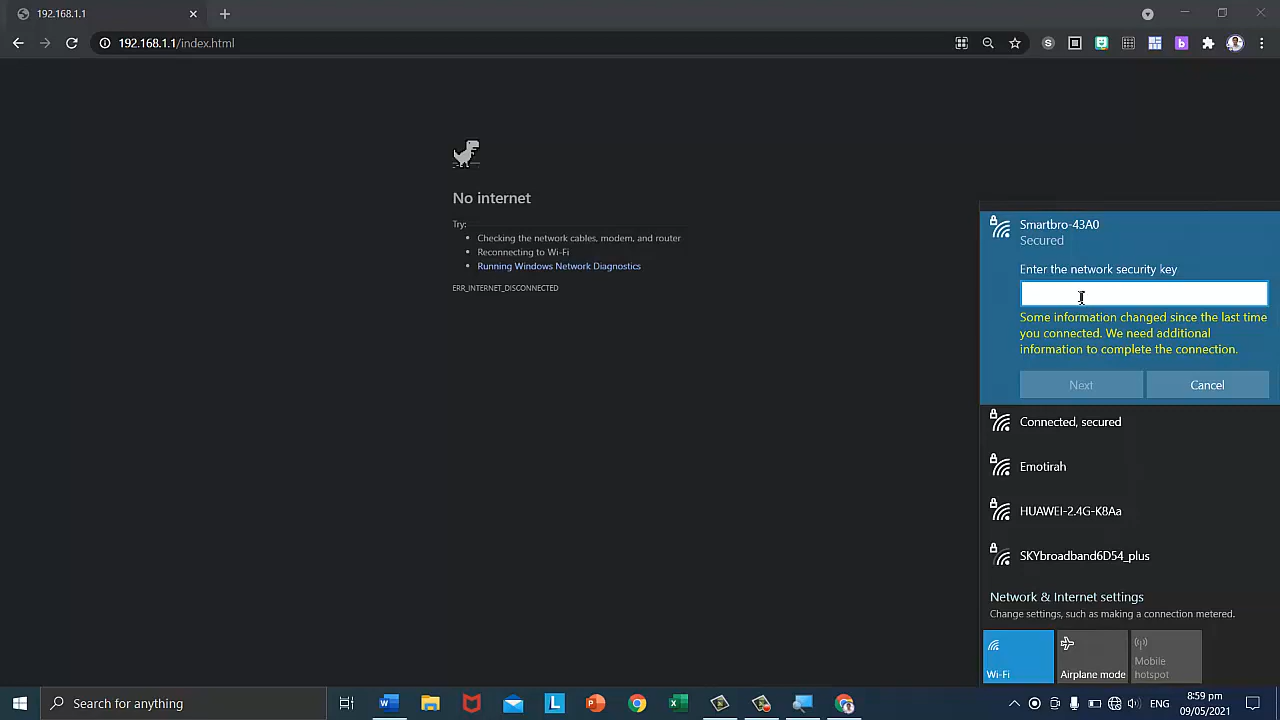 192.168.1.1
192.168.1.1/index.html
No internet
Try:
Checking the network cables, modem, and router
Reconnecting to Wi-Fi
Running Windows Network Diagnostics
ERR_INTERNET_DISCONNECTED
Smartbro-43A0
Secured
Enter the network security key
Some information changed since the last time
you connected. We need additional
information to complete the connection.
Next
Cancel
Connected, secured
Emotirah
HUAWEI-2.4G-K8Aa
SKYbroadband6D54_plus
Network & Internet settings
Change settings, such as making a connection metered.
Wi-Fi
Airplane mode
Mobile
hotspot
Search for anything
ENG
8:59 pm
09/05/2021